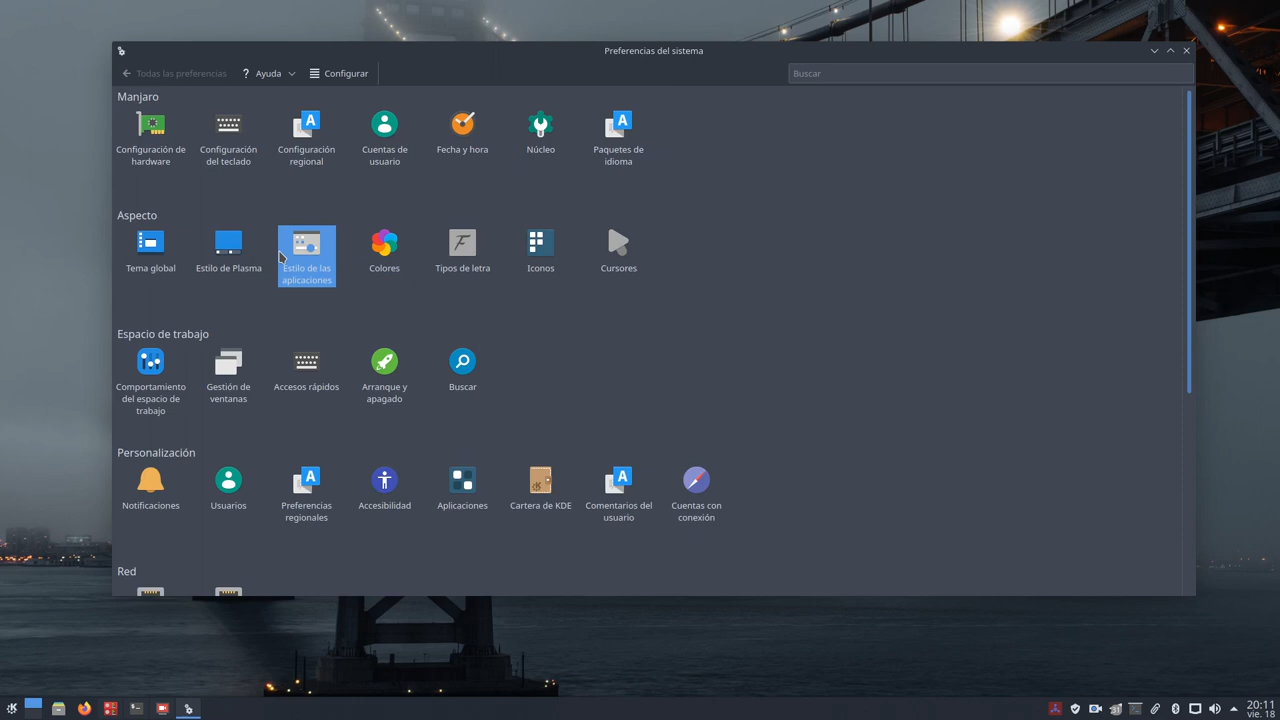 Preferencias del sistema
Todas las preferencias
? Ayuda
Configurar
Buscar
Manjaro
Configuración de
hardware
Configuración
del teclado
Configuración
regional
Cuentas de
usuario
Fecha y hora
Núcleo
Paquetes de
idioma
Aspecto
Tema global
Estilo de Plasma
Estilo de las
aplicaciones
Colores
Tipos de letra
Iconos
Cursores
Espacio de trabajo
Comportamiento
del espacio de
trabajo
Gestión de
ventanas
Accesos rápidos
Arranque y
apagado
Buscar
Personalización
Notificaciones
Usuarios
Preferencias
regionales
Accesibilidad
Aplicaciones
Cartera de KDE
Comentarios del
usuario
Cuentas con
conexión
Red
20:11
vie. 18